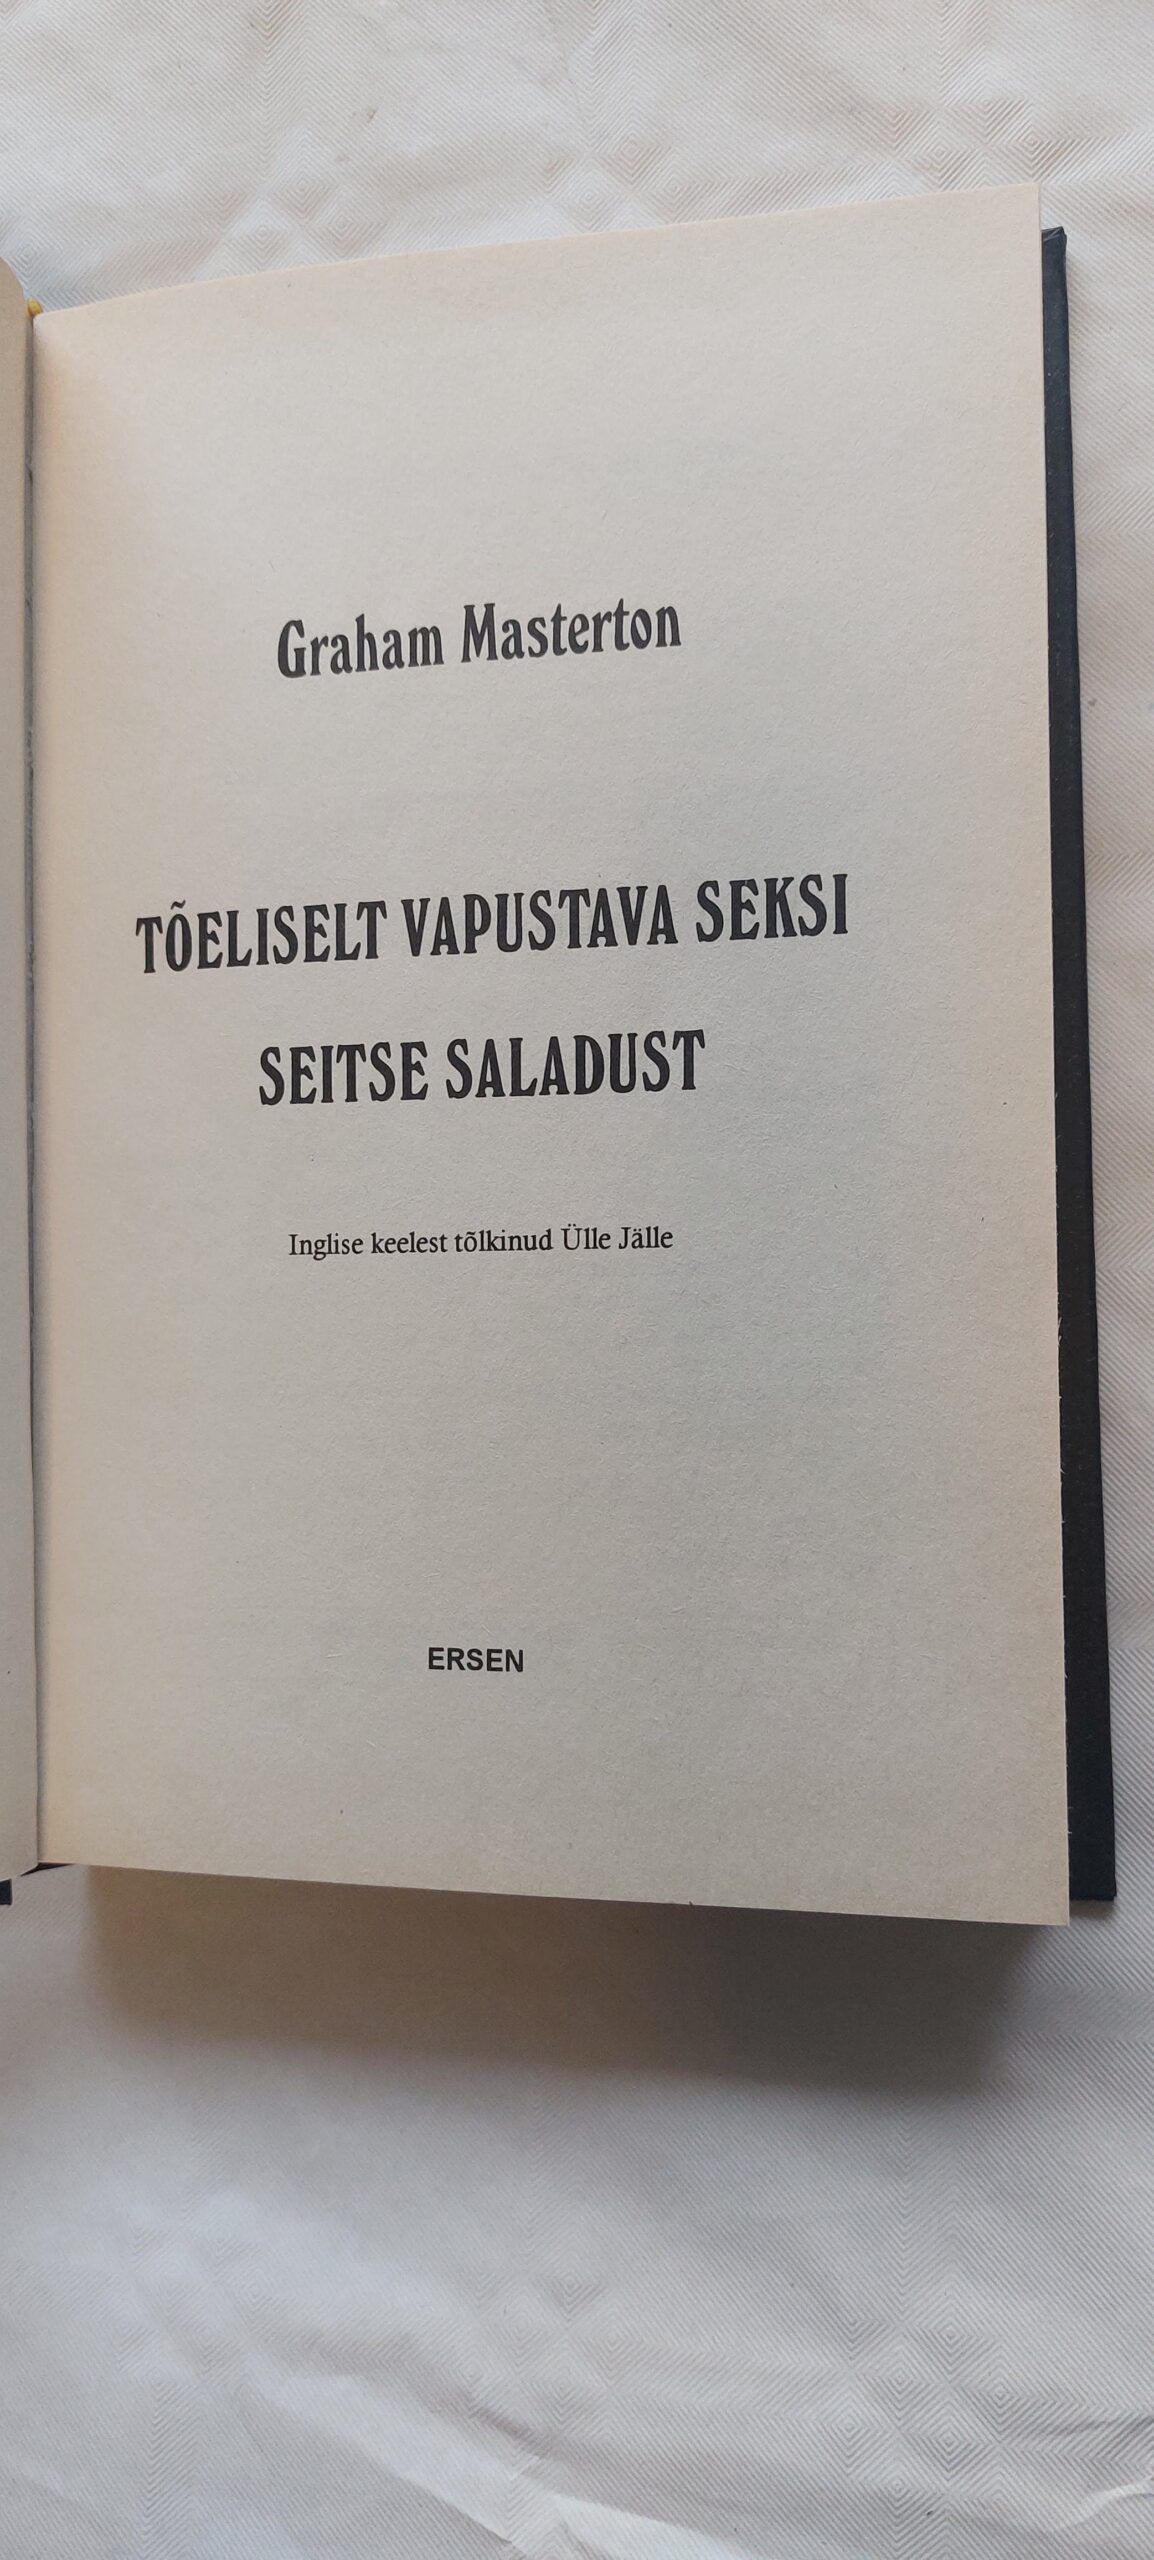 Graham Masterton
TÕELISELT VAPUSTAVA SEKSI
SEITSE SALADUST
Inglise keelest tõlkinud Ülle Jälle
ERSEN